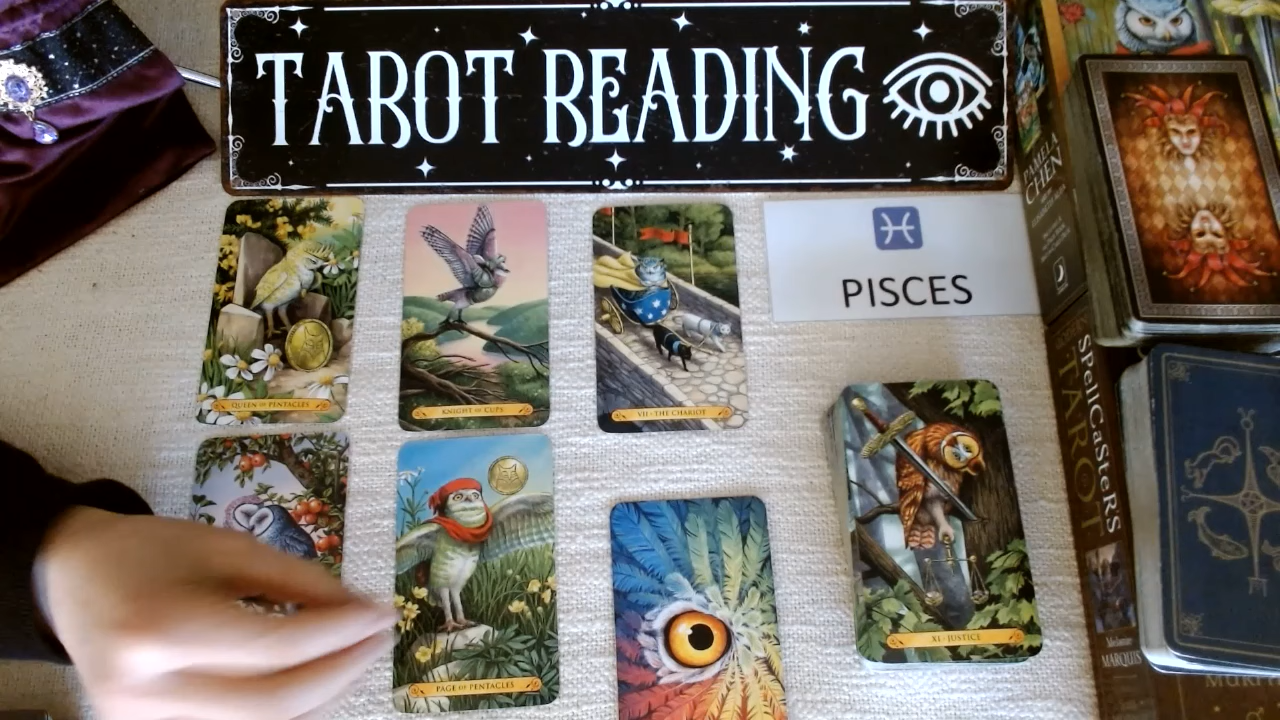 TAROT READING
PISCES
QUEEN OF PENTACLES
KNIGHT OF CUPS
VII - THE CHARIOT
PAGE OF PENTACLES
XI - JUSTICE
PAMELA
CHEN
SPELLCASTERS
TAROT
Melanie
MARQUIS